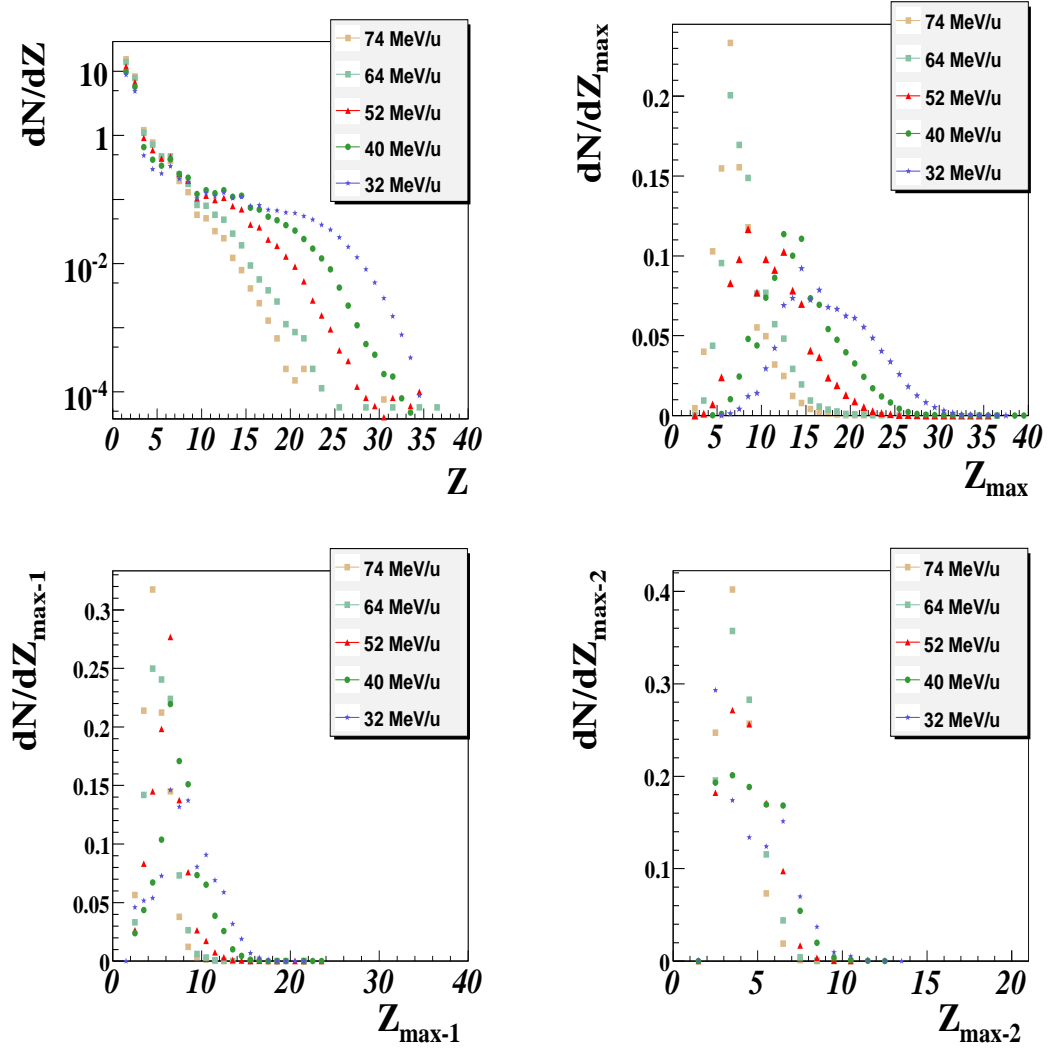 dN/dZ
10
1
10^-2
10^-4
0 5 10 15 20 25 30 35 40
Z
74 MeV/u
64 MeV/u
52 MeV/u
40 MeV/u
32 MeV/u
dN/dZ_max
0.2
0.15
0.1
0.05
0
0 5 10 15 20 25 30 35 40
Z_max
74 MeV/u
64 MeV/u
52 MeV/u
40 MeV/u
32 MeV/u
dN/dZ_max-1
0.3
0.25
0.2
0.15
0.1
0.05
0
0 10 20 30 40
Z_max-1
74 MeV/u
64 MeV/u
52 MeV/u
40 MeV/u
32 MeV/u
dN/dZ_max-2
0.4
0.3
0.2
0.1
0
0 5 10 15 20
Z_max-2
74 MeV/u
64 MeV/u
52 MeV/u
40 MeV/u
32 MeV/u